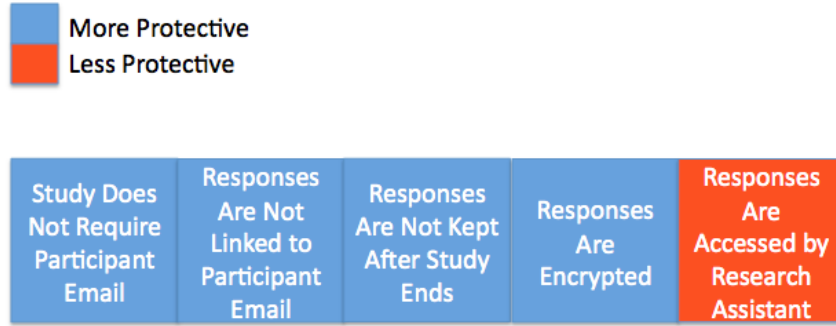 More Protective
Less Protective
Study Does
Not Require
Participant
Email
Responses
Are Not
Linked to
Participant
Email
Responses
Are Not Kept
After Study
Ends
Responses
Are
Encrypted
Responses
Are
Accessed by
Research
Assistant